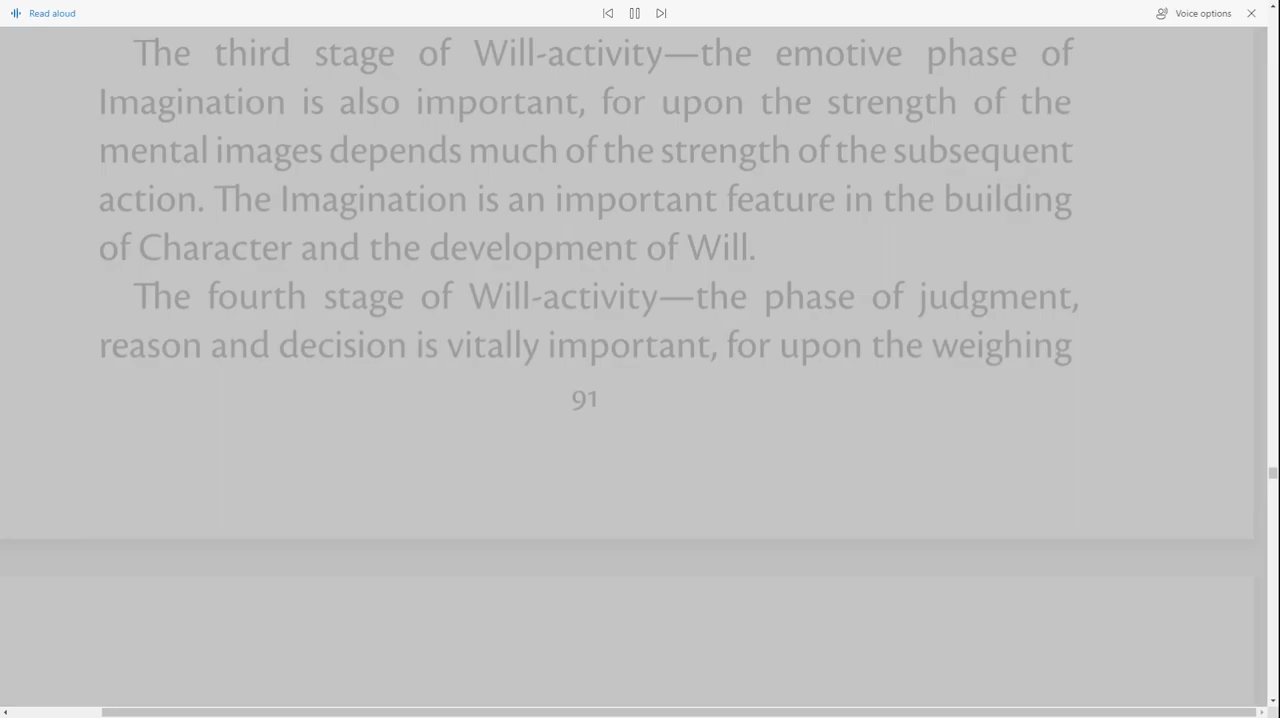 Read aloud
Voice options
The third stage of Will-activity—the emotive phase of
Imagination is also important, for upon the strength of the
mental images depends much of the strength of the subsequent
action. The Imagination is an important feature in the building
of Character and the development of Will.
The fourth stage of Will-activity—the phase of judgment,
reason and decision is vitally important, for upon the weighing
91